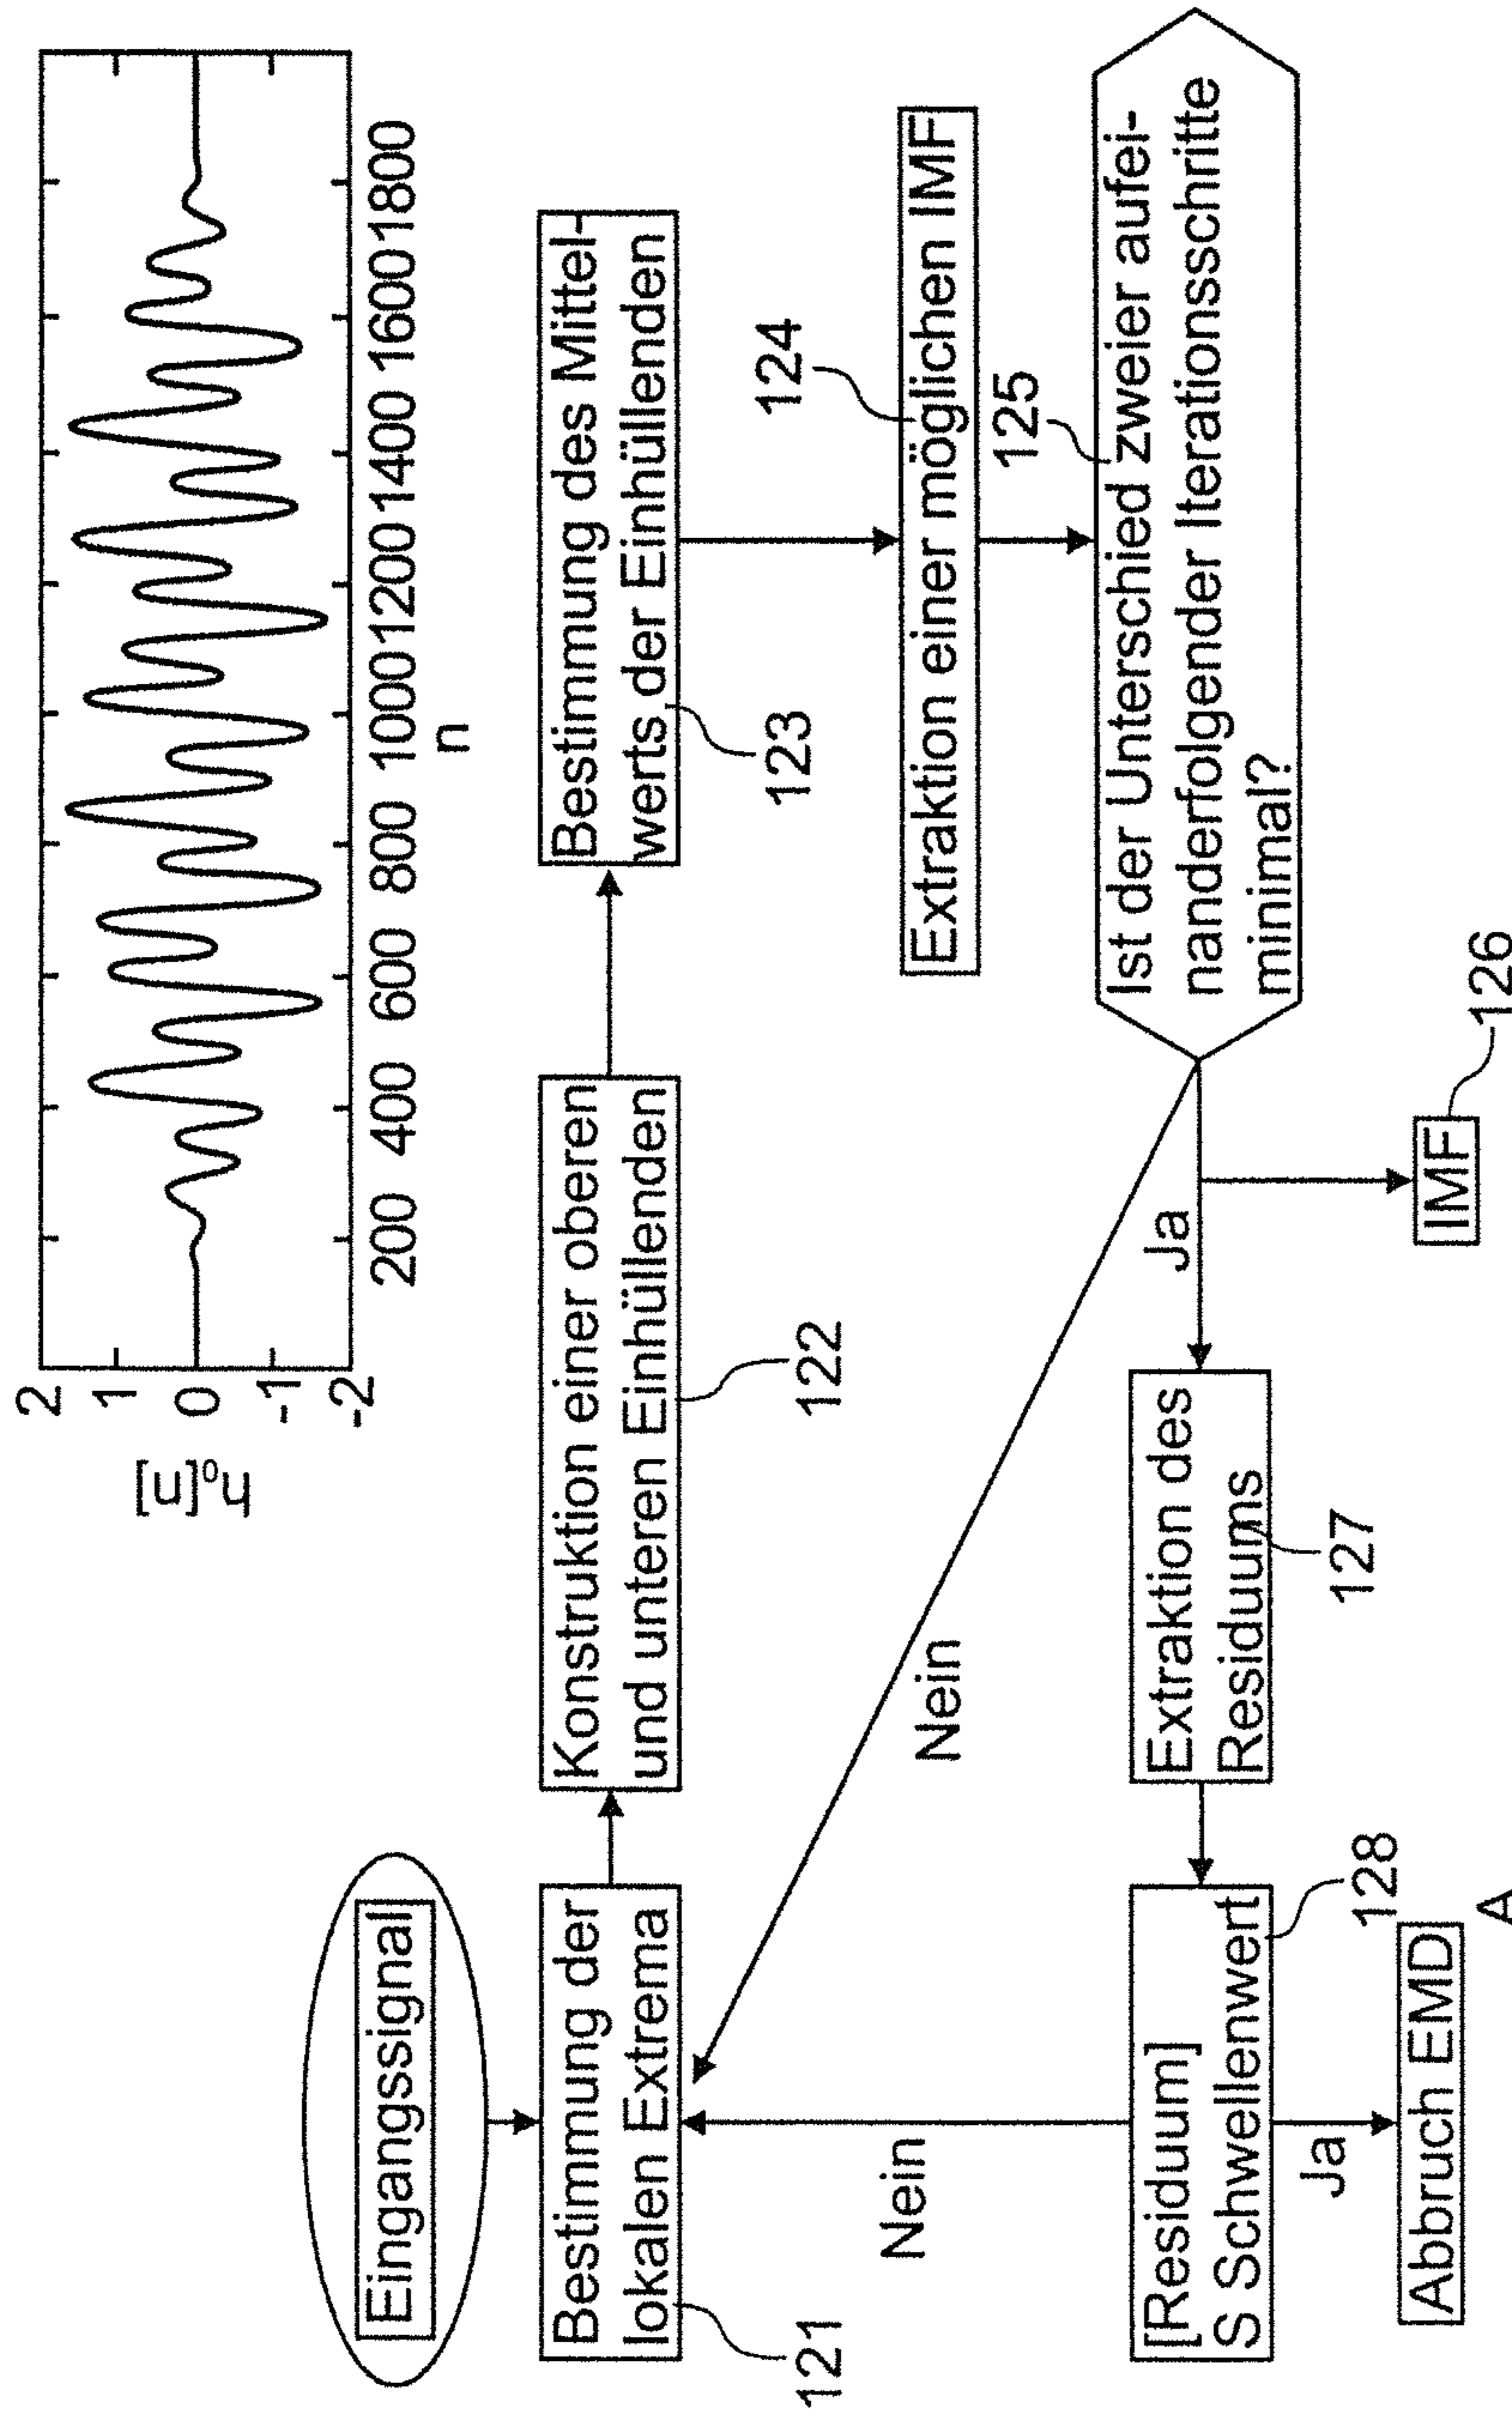 2
1
0
-1
-2
h₀[n]
200 400 600 800 1000 1200 1400 1600 1800
n
Eingangssignal
Bestimmung der
lokalen Extrema
121
Konstruktion einer oberen
und unteren Einhüllenden
122
Bestimmung des Mittel-
werts der Einhüllenden
123
124
Extraktion einer möglichen IMF
125
Ist der Unterschied zweier aufei-
nanderfolgender Iterationsschritte
minimal?
Nein
Ja
IMF
126
Extraktion des
Residuums
127
[Residuum]
S Schwellenwert
128
Nein
Ja
Abbruch EMD
A